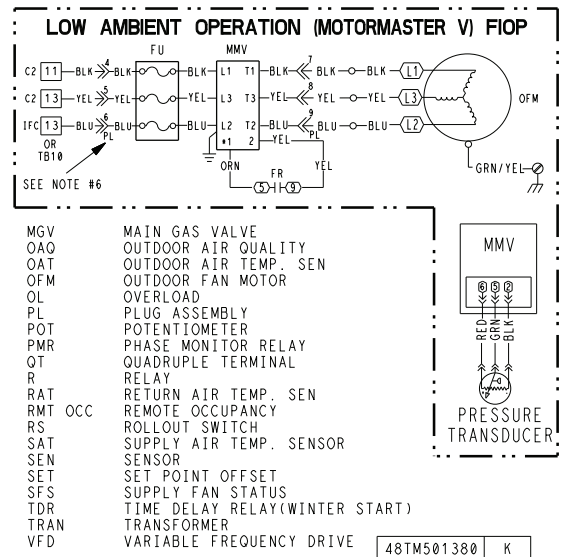 LOW AMBIENT OPERATION (MOTORMASTER V) FIOP
FU MMV
C2 11 BLK 4 BLK BLK L1 T1 BLK 7 BLK BLK L1
C2 13 YEL 5 YEL YEL L3 T3 YEL 8 YEL YEL L3 OFM
IFC 13 BLU 6 BLU BLU L2 T2 BLU 9 BLU BLU L2
OR PL *1 2 YEL PL
TB10
ORN FR YEL GRN/YEL
5 9
SEE NOTE #6
MMV
6 5 2
RED GRN BLK
PRESSURE
TRANSDUCER
MGV MAIN GAS VALVE
OAQ OUTDOOR AIR QUALITY
OAT OUTDOOR AIR TEMP. SEN
OFM OUTDOOR FAN MOTOR
OL OVERLOAD
PL PLUG ASSEMBLY
POT POTENTIOMETER
PMR PHASE MONITOR RELAY
QT QUADRUPLE TERMINAL
R RELAY
RAT RETURN AIR TEMP. SEN
RMT OCC REMOTE OCCUPANCY
RS ROLLOUT SWITCH
SAT SUPPLY AIR TEMP. SENSOR
SEN SENSOR
SET SET POINT OFFSET
SFS SUPPLY FAN STATUS
TDR TIME DELAY RELAY(WINTER START)
TRAN TRANSFORMER
VFD VARIABLE FREQUENCY DRIVE
48TM501380 K